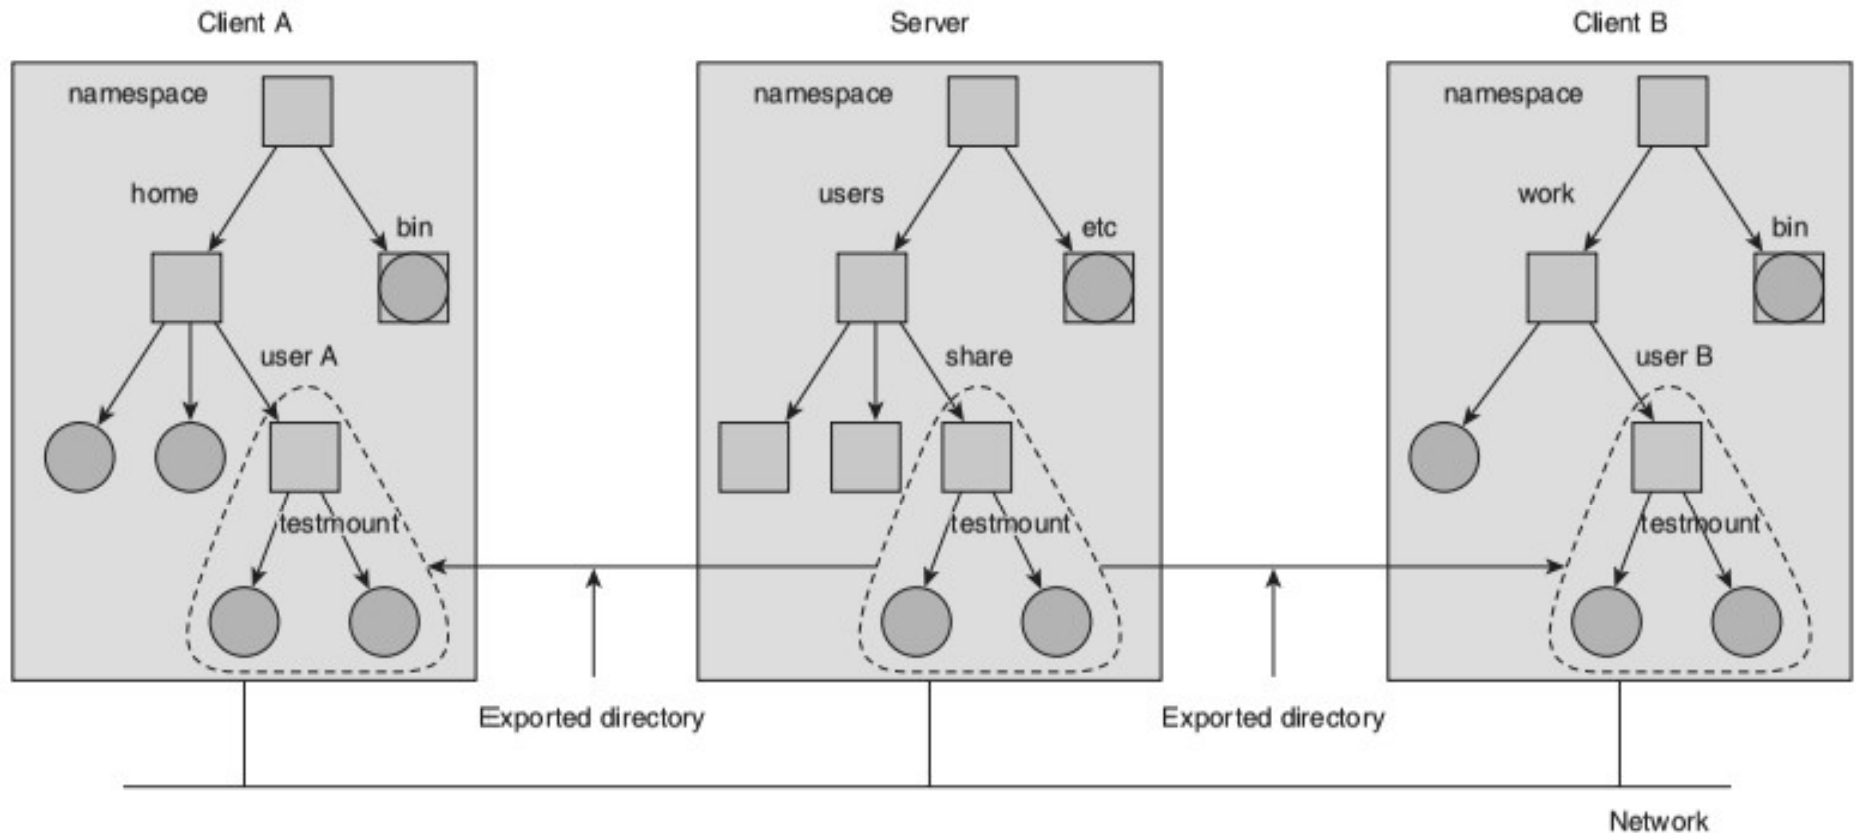 Client A
Server
Client B
namespace
namespace
namespace
home
users
work
bin
etc
bin
user A
share
user B
testmount
testmount
testmount
Exported directory
Exported directory
Network